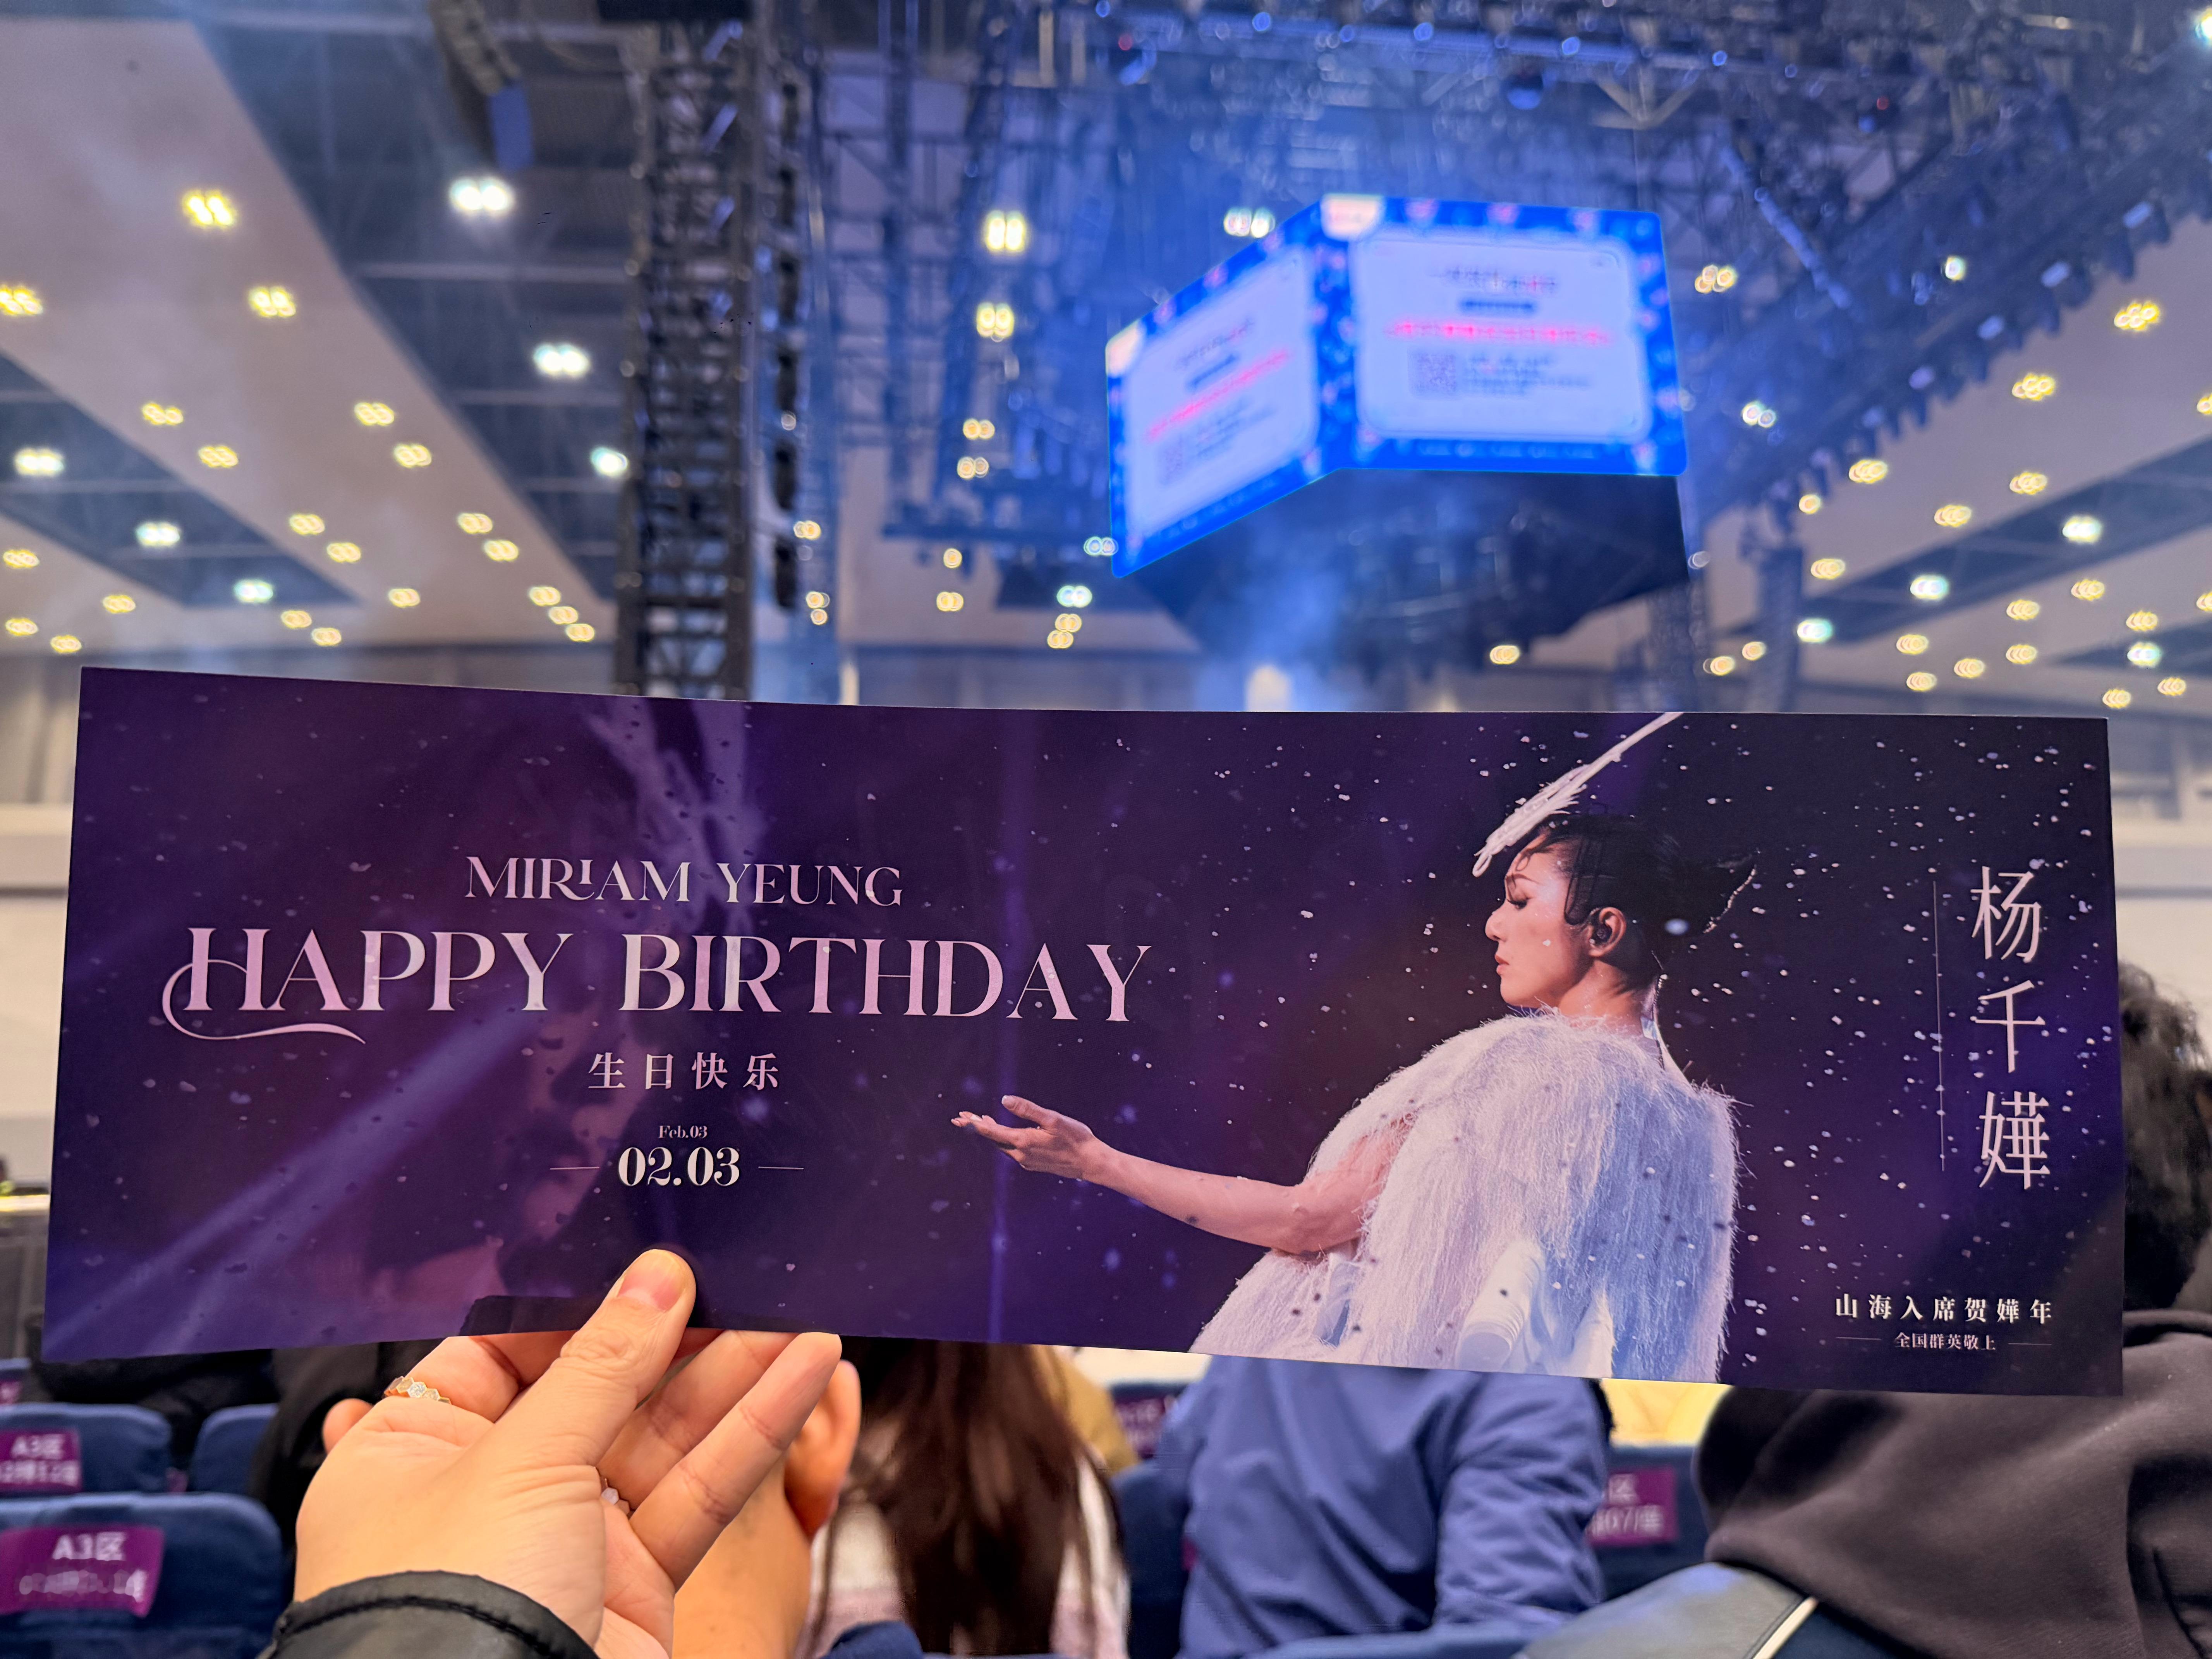 MIRIAM YEUNG
HAPPY BIRTHDAY
生日快乐
Feb.03
02.03
杨千嬅
山海入席贺嬅年
全国群英敬上
A3区
A3区